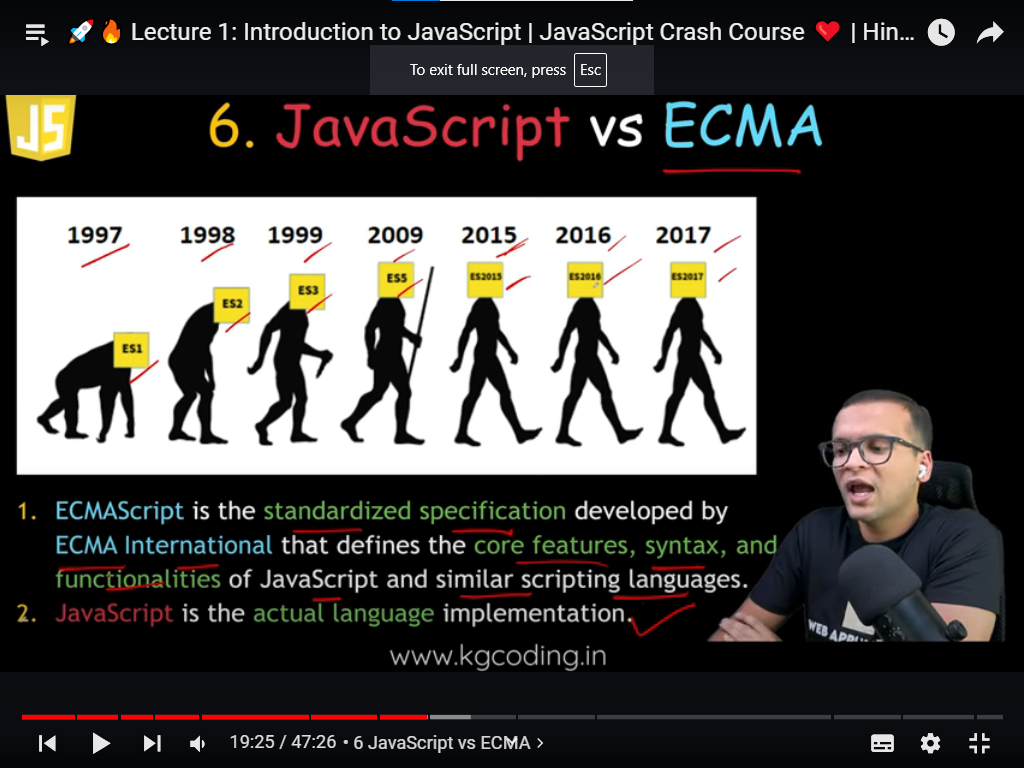 🚀🔥 Lecture 1: Introduction to JavaScript | JavaScript Crash Course ❤️ | Hin...
To exit full screen, press Esc
JS
6. JavaScript vs ECMA
1997 1998 1999 2009 2015 2016 2017
ES1 ES2 ES3 ES5 ES2015 ES2016 ES2017
1. ECMAScript is the standardized specification developed by
ECMA International that defines the core features, syntax, and
functionalities of JavaScript and similar scripting languages.
2. JavaScript is the actual language implementation.
www.kgcoding.in
19:25 / 47:26 • 6 JavaScript vs ECMA >